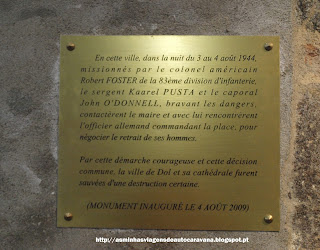 En cette ville, dans la nuit du 3 au 4 août 1944,
missionnés par le colonel américain
Robert FOSTER de la 83ème division d'infanterie,
le sergent Kaarel PUSTA et le caporal
John O'DONNELL, bravant les dangers,
contactèrent le maire et avec lui rencontrèrent
l'officier allemand commandant la place, pour
négocier le retrait de ses hommes.
Par cette démarche courageuse et cette décision
commune, la ville de Dol et sa cathédrale furent
sauvées d'une destruction certaine.
(MONUMENT INAUGURÉ LE 4 AOÛT 2009)
http://asminhasviagensdeautocaravana.blogspot.pt